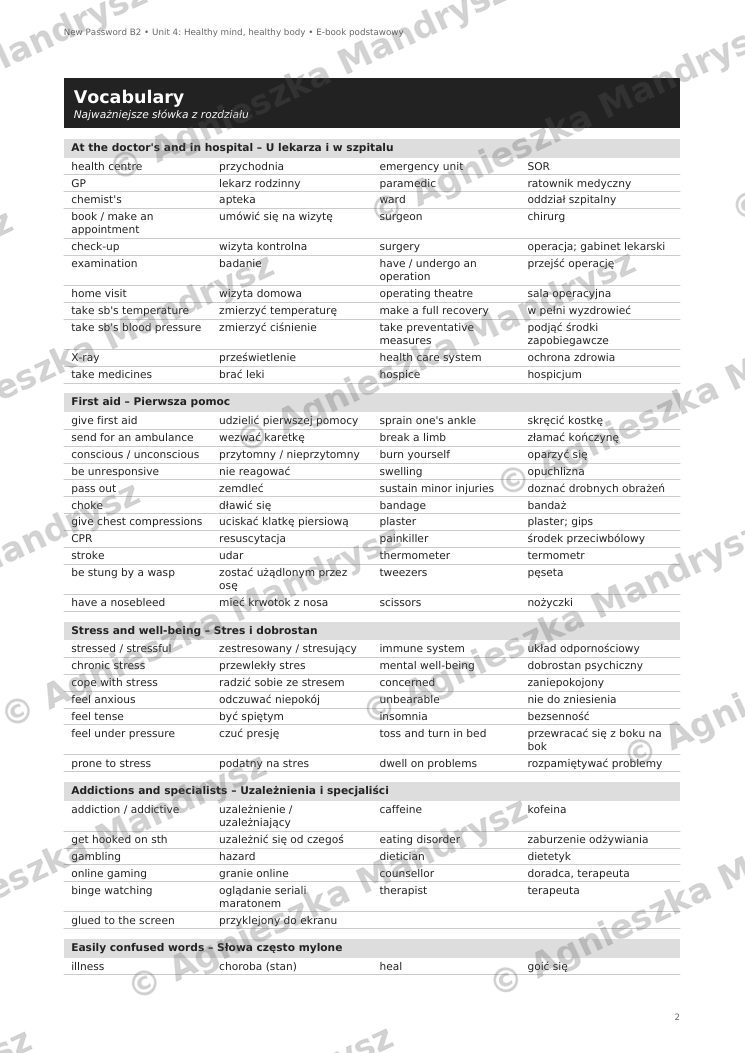 New Password B2 • Unit 4: Healthy mind, healthy body • E-book podstawowy
Vocabulary
Najważniejsze słówka z rozdziału
At the doctor's and in hospital – U lekarza i w szpitalu
health centre przychodnia emergency unit SOR
GP lekarz rodzinny paramedic ratownik medyczny
chemist's apteka ward oddział szpitalny
book / make an umówić się na wizytę surgeon chirurg
appointment
check-up wizyta kontrolna surgery operacja; gabinet lekarski
examination badanie have / undergo an przejść operację
operation
home visit wizyta domowa operating theatre sala operacyjna
take sb's temperature zmierzyć temperaturę make a full recovery w pełni wyzdrowieć
take sb's blood pressure zmierzyć ciśnienie take preventative podjąć środki
measures zapobiegawcze
X-ray prześwietlenie health care system ochrona zdrowia
take medicines brać leki hospice hospicjum
First aid – Pierwsza pomoc
give first aid udzielić pierwszej pomocy sprain one's ankle skręcić kostkę
send for an ambulance wezwać karetkę break a limb złamać kończynę
conscious / unconscious przytomny / nieprzytomny burn yourself oparzyć się
be unresponsive nie reagować swelling opuchlizna
pass out zemdleć sustain minor injuries doznać drobnych obrażeń
choke dławić się bandage bandaż
give chest compressions uciskać klatkę piersiową plaster plaster; gips
CPR resuscytacja painkiller środek przeciwbólowy
stroke udar thermometer termometr
be stung by a wasp zostać użądlonym przez tweezers pęseta
osę
have a nosebleed mieć krwotok z nosa scissors nożyczki
Stress and well-being – Stres i dobrostan
stressed / stressful zestresowany / stresujący immune system układ odpornościowy
chronic stress przewlekły stres mental well-being dobrostan psychiczny
cope with stress radzić sobie ze stresem concerned zaniepokojony
feel anxious odczuwać niepokój unbearable nie do zniesienia
feel tense być spiętym insomnia bezsenność
feel under pressure czuć presję toss and turn in bed przewracać się z boku na
bok
prone to stress podatny na stres dwell on problems rozpamiętywać problemy
Addictions and specialists – Uzależnienia i specjaliści
addiction / addictive uzależnienie / caffeine kofeina
uzależniający
get hooked on sth uzależnić się od czegoś eating disorder zaburzenie odżywiania
gambling hazard dietician dietetyk
online gaming granie online counsellor doradca, terapeuta
binge watching oglądanie seriali therapist terapeuta
maratonem
glued to the screen przyklejony do ekranu
Easily confused words – Słowa często mylone
illness choroba (stan) heal goić się
2
© Agnieszka Mandrysz